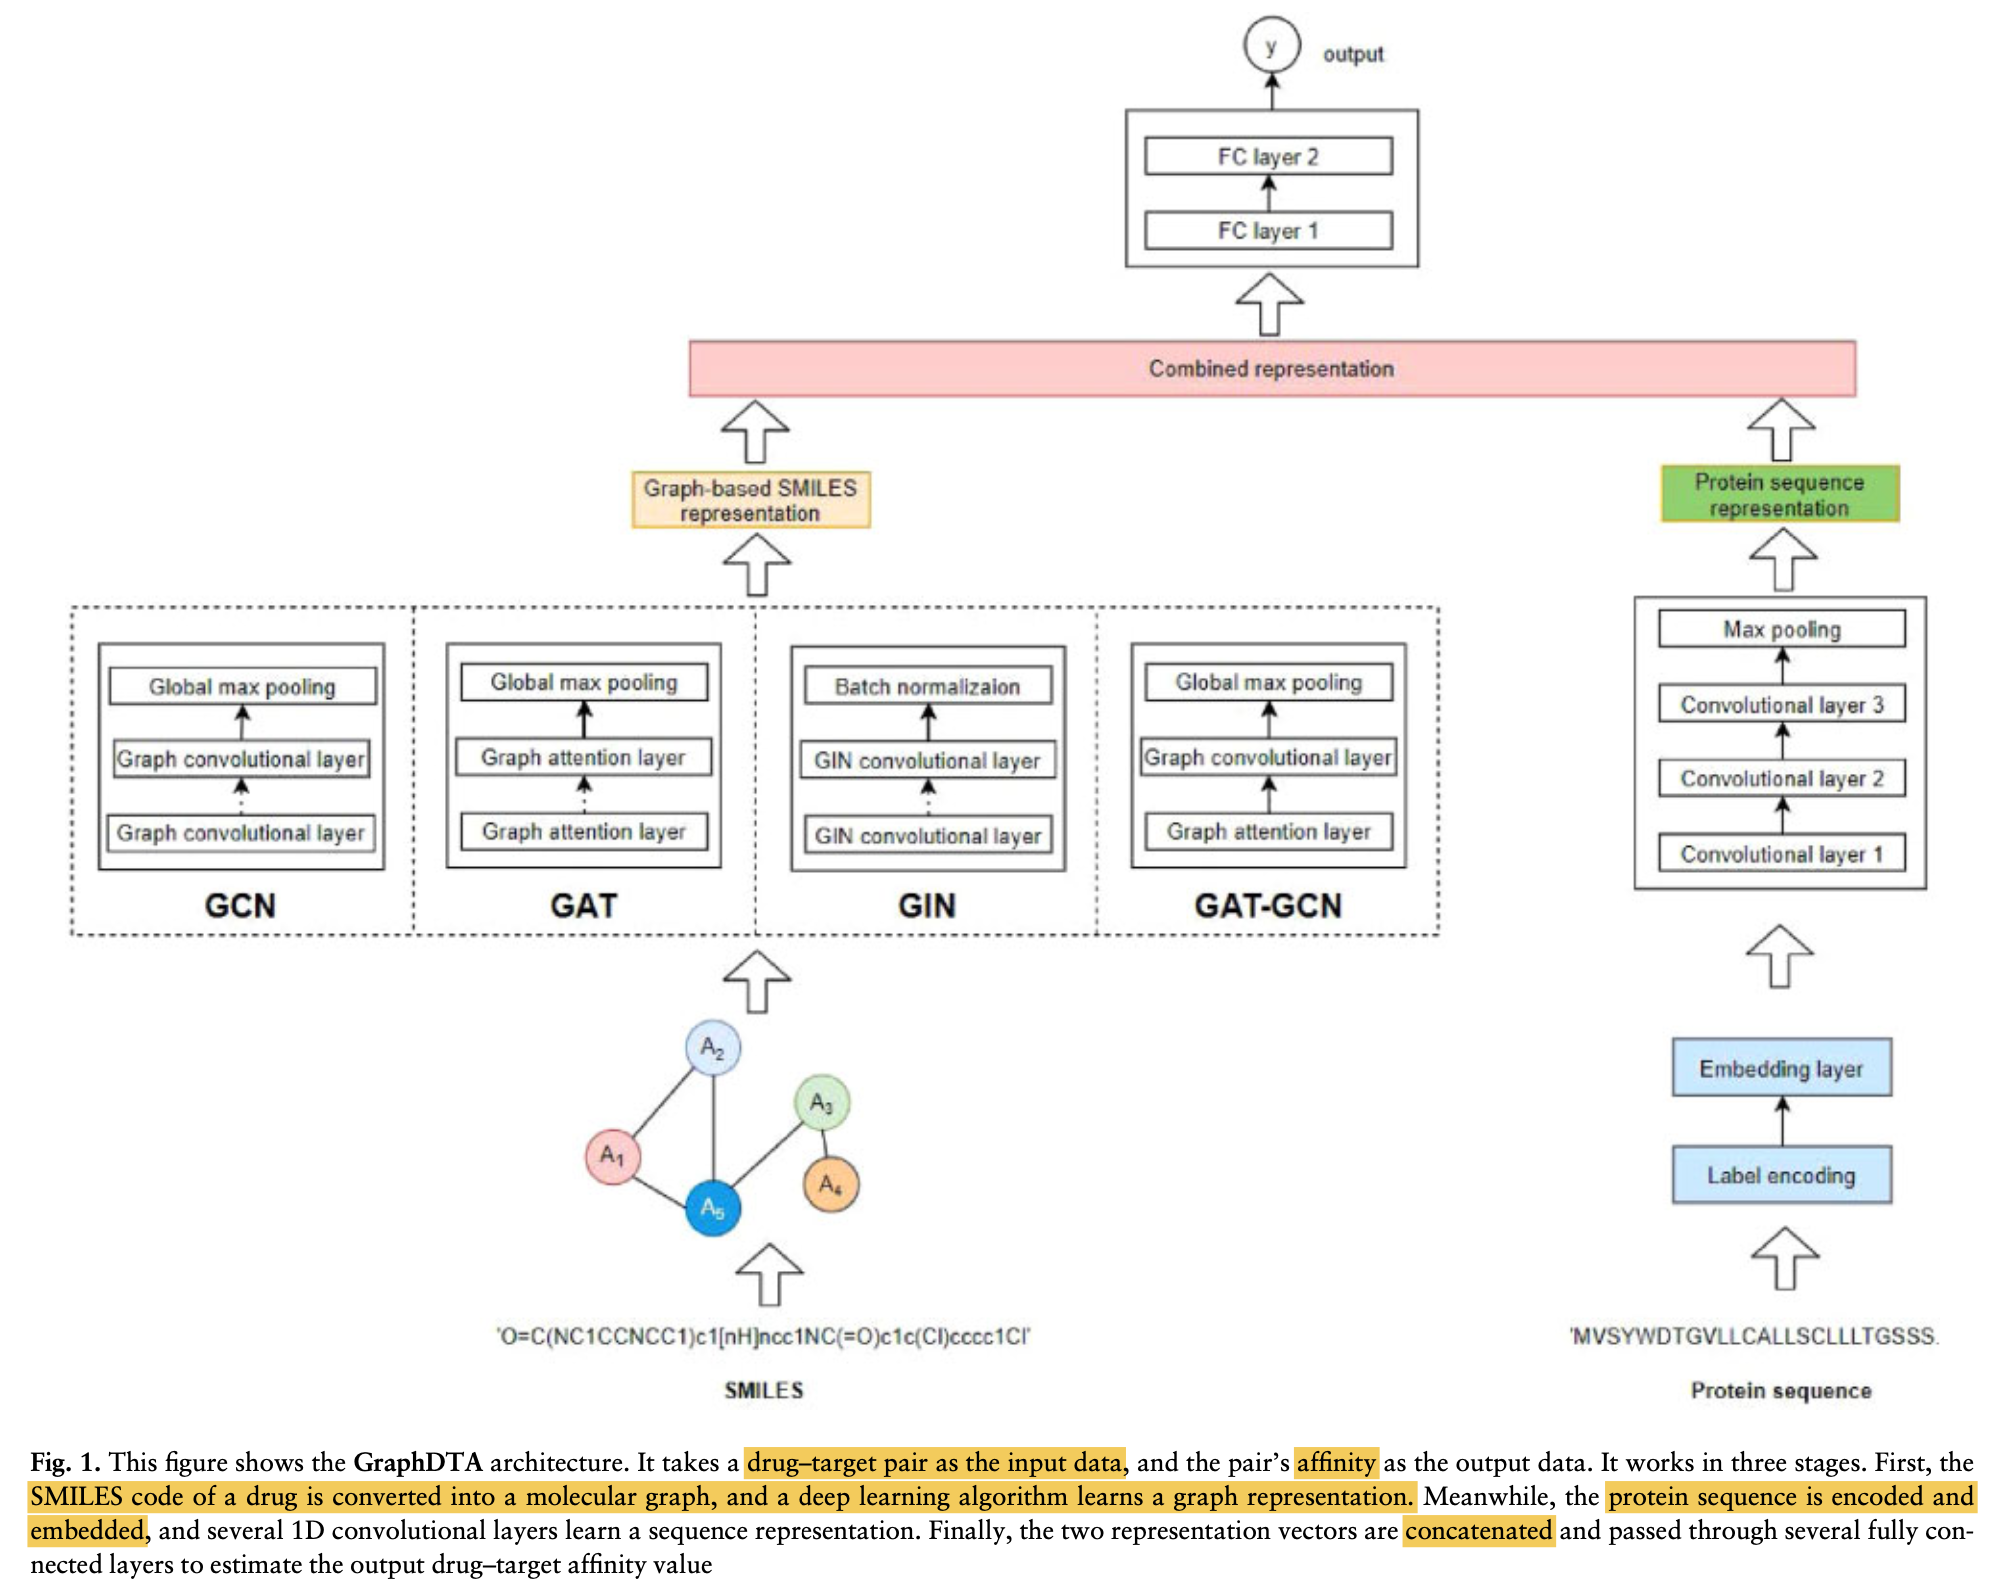 y
output
FC layer 2
FC layer 1
Combined representation
Graph-based SMILES
representation
Protein sequence
representation
Global max pooling
Graph convolutional layer
Graph convolutional layer
GCN
Global max pooling
Graph attention layer
Graph attention layer
GAT
Batch normalizaion
GIN convolutional layer
GIN convolutional layer
GIN
Global max pooling
Graph convolutional layer
Graph attention layer
GAT-GCN
Max pooling
Convolutional layer 3
Convolutional layer 2
Convolutional layer 1
A2
A3
A1
A4
A5
Embedding layer
Label encoding
'O=C(NC1CCNCC1)c1[nH]ncc1NC(=O)c1c(Cl)cccc1Cl'
SMILES
'MVSYWDTGVLLCALLSCLLLTGSSS.
Protein sequence
Fig. 1. This figure shows the GraphDTA architecture. It takes a drug–target pair as the input data, and the pair's affinity as the output data. It works in three stages. First, the
SMILES code of a drug is converted into a molecular graph, and a deep learning algorithm learns a graph representation. Meanwhile, the protein sequence is encoded and
embedded, and several 1D convolutional layers learn a sequence representation. Finally, the two representation vectors are concatenated and passed through several fully con-
nected layers to estimate the output drug–target affinity value